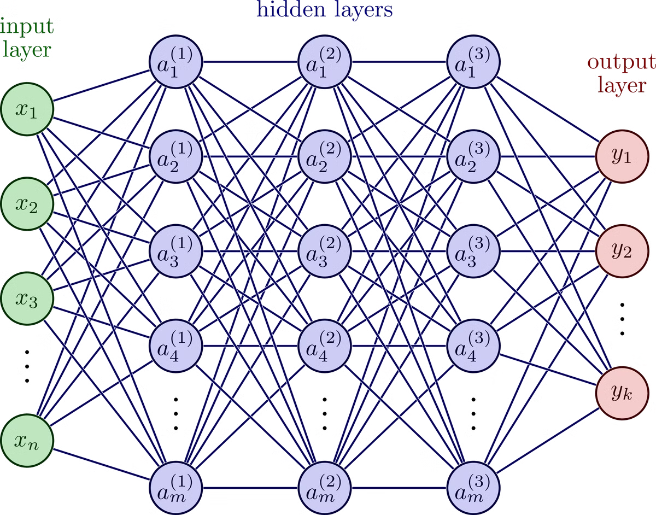 input
layer
hidden layers
output
layer
x₁
x₂
x₃
⋮
xₙ
a₁⁽¹⁾
a₂⁽¹⁾
a₃⁽¹⁾
a₄⁽¹⁾
⋮
aₘ⁽¹⁾
a₁⁽²⁾
a₂⁽²⁾
a₃⁽²⁾
a₄⁽²⁾
⋮
aₘ⁽²⁾
a₁⁽³⁾
a₂⁽³⁾
a₃⁽³⁾
a₄⁽³⁾
⋮
aₘ⁽³⁾
y₁
y₂
⋮
yₖ